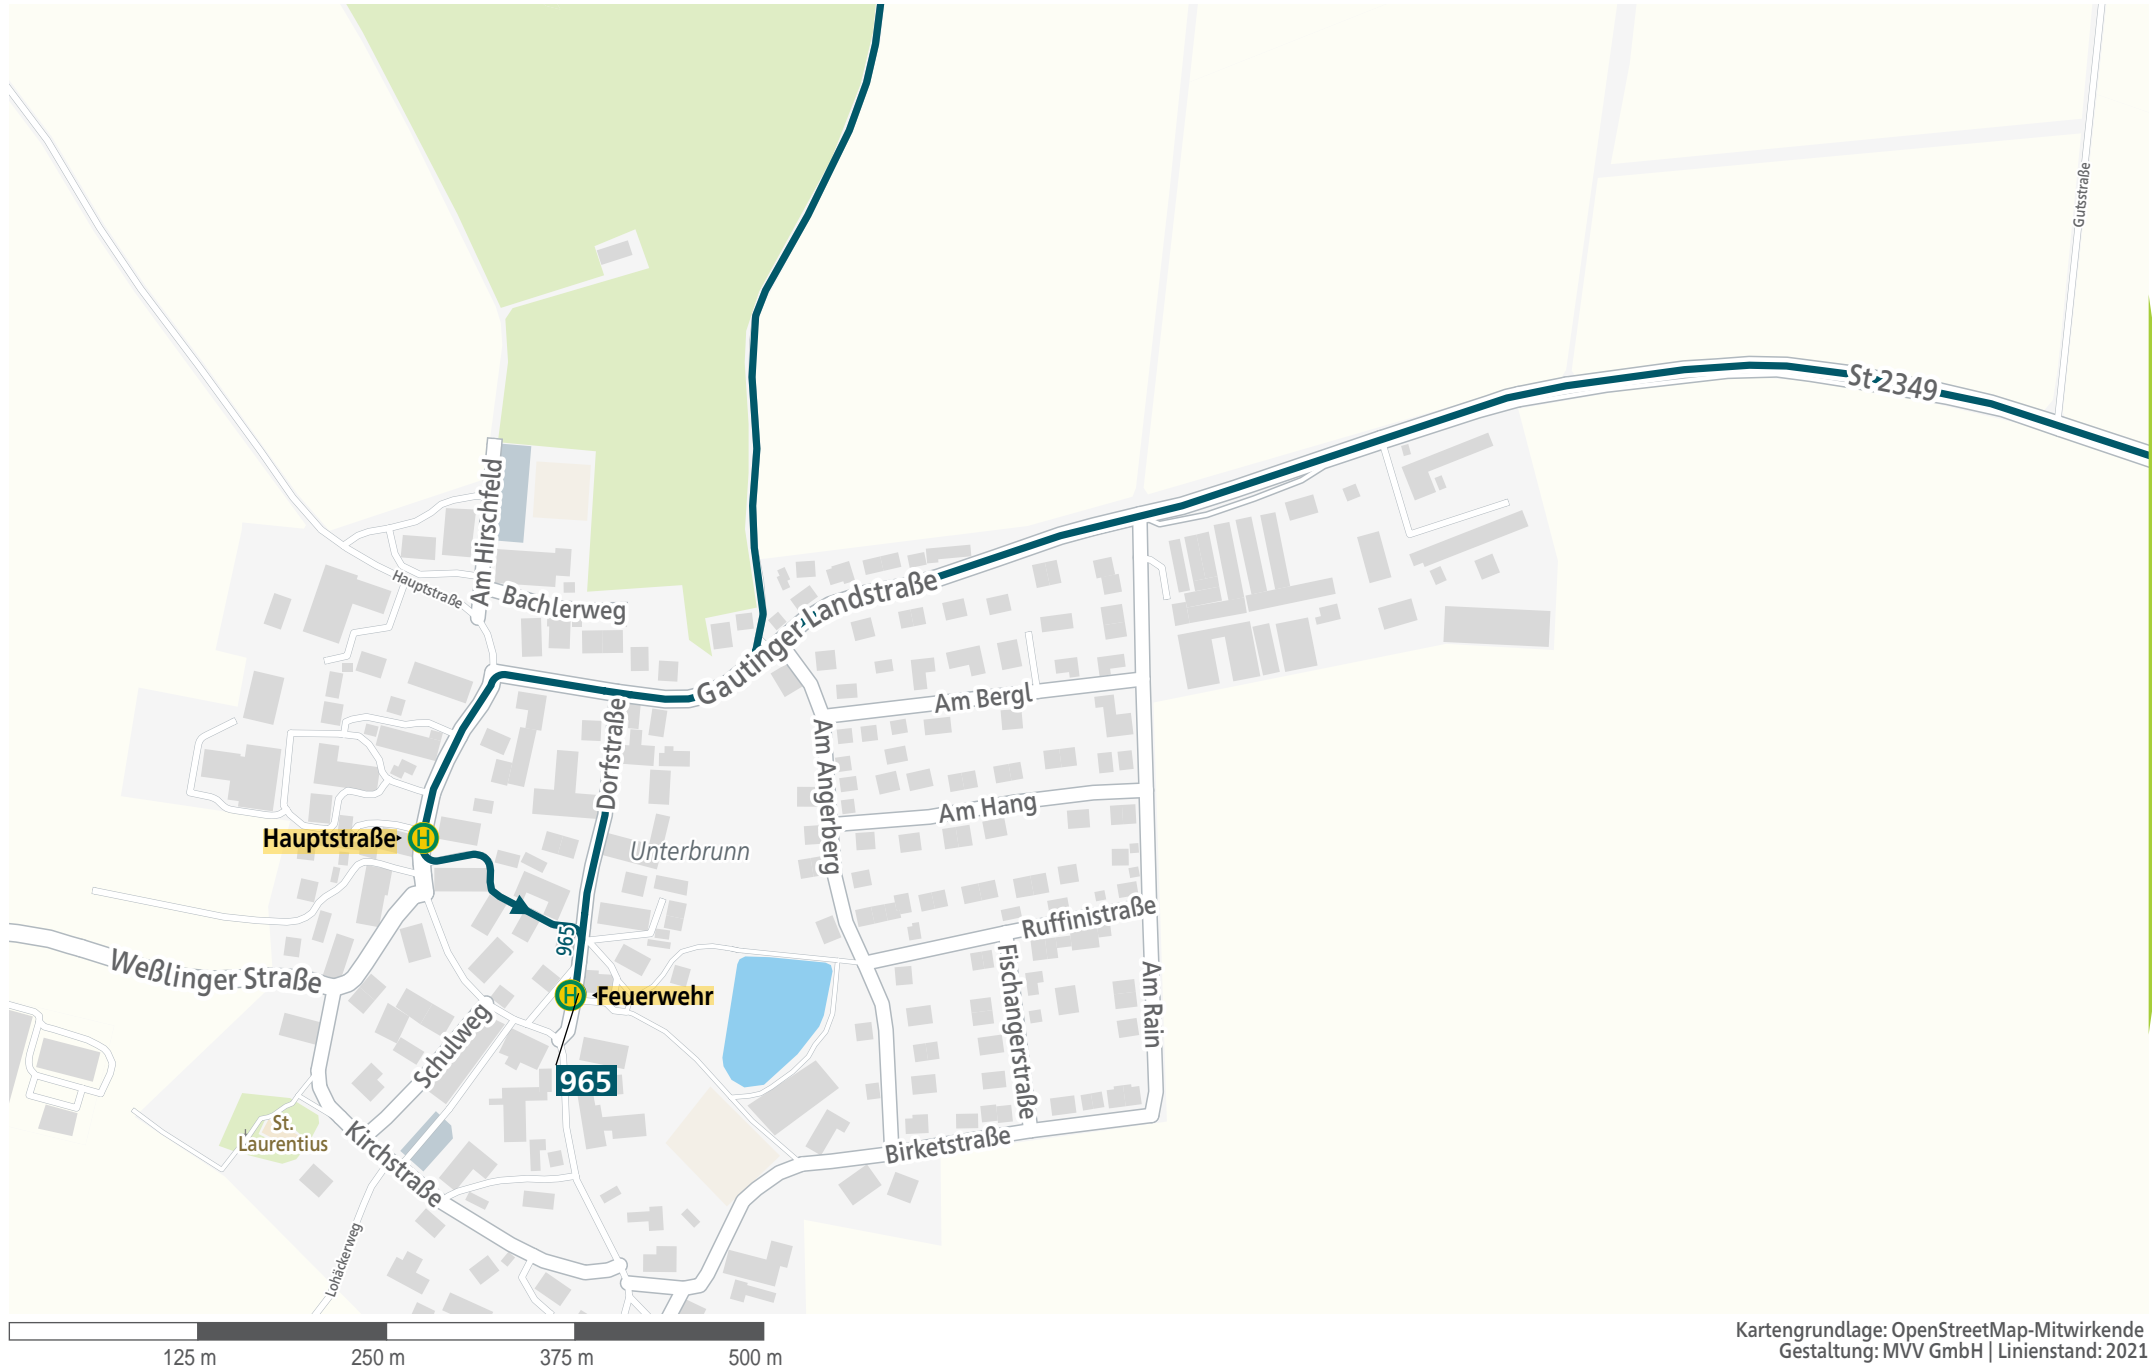 Gutsstraße
St 2349
Am Hirschfeld
Hauptstraße
Bachlerweg
Gautinger Landstraße
Am Bergl
Dorfstraße
Am Angerberg
Am Hang
Hauptstraße
H
Unterbrunn
Ruffinistraße
965
Weßlinger Straße
Fischangerstraße
Am Rain
H
Feuerwehr
Schulweg
965
St.
Laurentius
Kirchstraße
Birketstraße
Lohäckerweg
125 m
250 m
375 m
500 m
Kartengrundlage: OpenStreetMap-Mitwirkende
Gestaltung: MVV GmbH | Linienstand: 2021